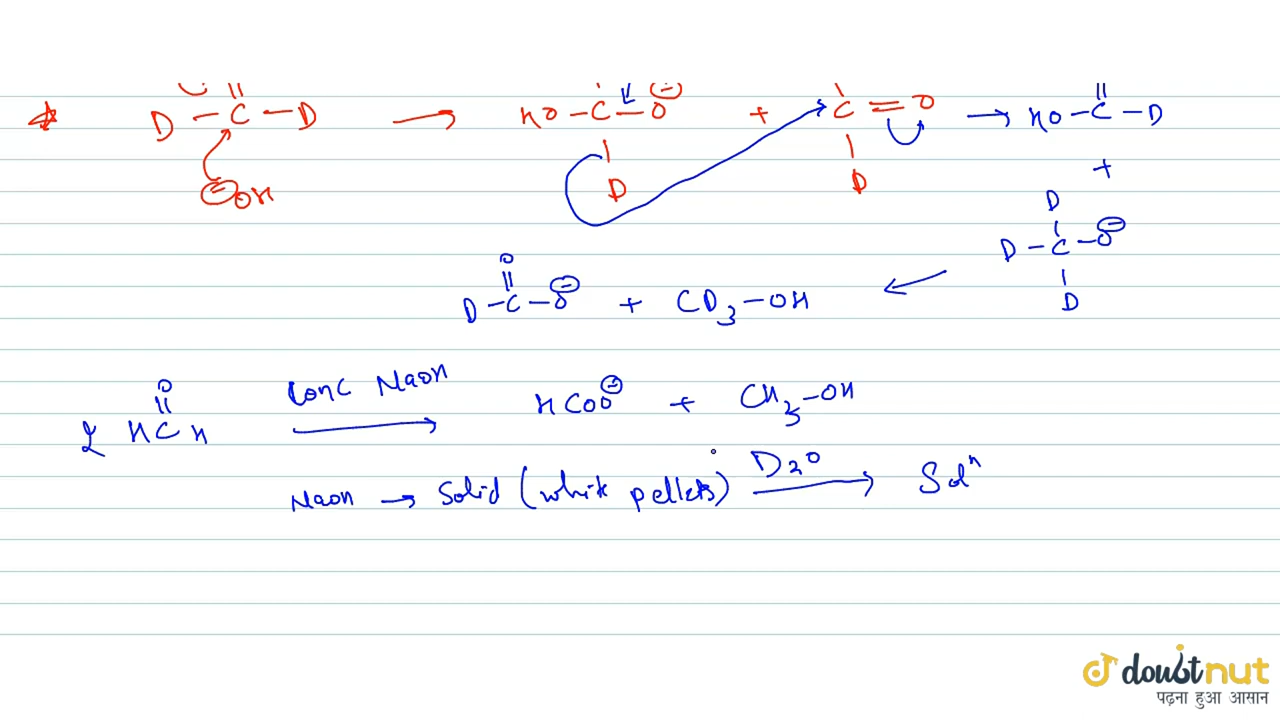 D - C - D → HO - C - O⊖ + C = O → HO - C - D
⊖OH D D +
D
D - C - O⊖
D
O
D - C - O⊖ + CD3 - OH
O
2 HCH Conc NaOH HCOO⊖ + CH3 - OH
NaOH → Solid (white pellets) D2O → Solⁿ
doubtnut
पढ़ना हुआ आसान